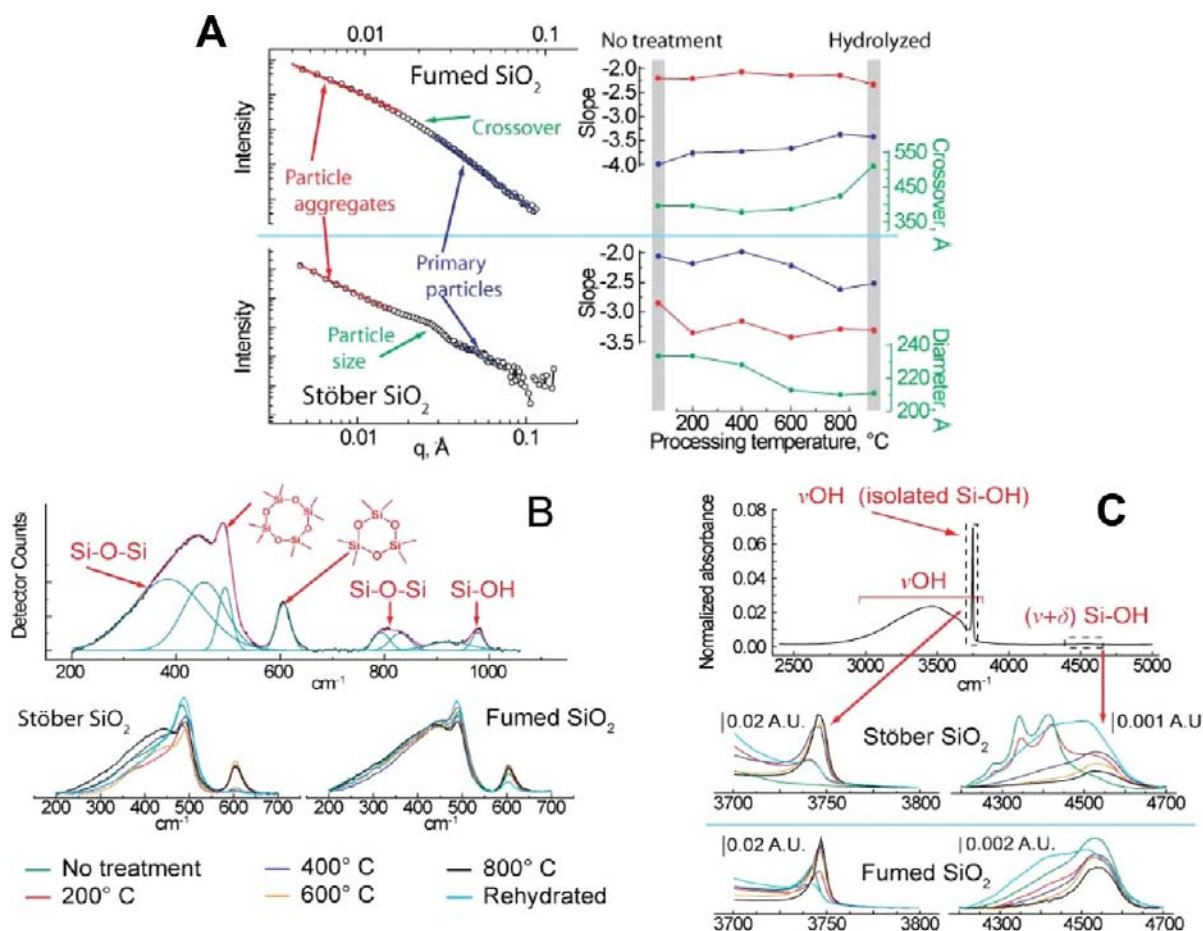 A
0.01 0.1
Fumed SiO2
Crossover
Particle
aggregates
Intensity
Primary
particles
Particle
size
Stöber SiO2
Intensity
0.01 0.1
q, Å
No treatment Hydrolyzed
-2.0
-2.5
-3.0
-3.5
-4.0
Slope
550
450
350
Crossover, Å
-2.0
-2.5
-3.0
-3.5
Slope
240
220
200
Diameter, Å
200 400 600 800
Processing temperature, °C
B
Detector Counts
Si-O-Si
Si O Si O Si O Si O
Si O Si O Si O
Si-O-Si
Si-OH
200 400 600 800 1000
cm-1
Stöber SiO2
Fumed SiO2
200 300 400 500 600 700
cm-1
200 300 400 500 600 700
cm-1
No treatment
200° C
400° C
600° C
800° C
Rehydrated
C
νOH (isolated Si-OH)
νOH
(ν+δ) Si-OH
Normalized absorbance
0.08
0.06
0.04
0.02
0.00
2500 3000 3500 4000 4500 5000
cm-1
0.02 A.U.
Stöber SiO2
0.001 A.U
3700 3750 3800
4300 4500 4700
0.02 A.U.
0.002 A.U.
Fumed SiO2
3700 3750 3800
4300 4500 4700